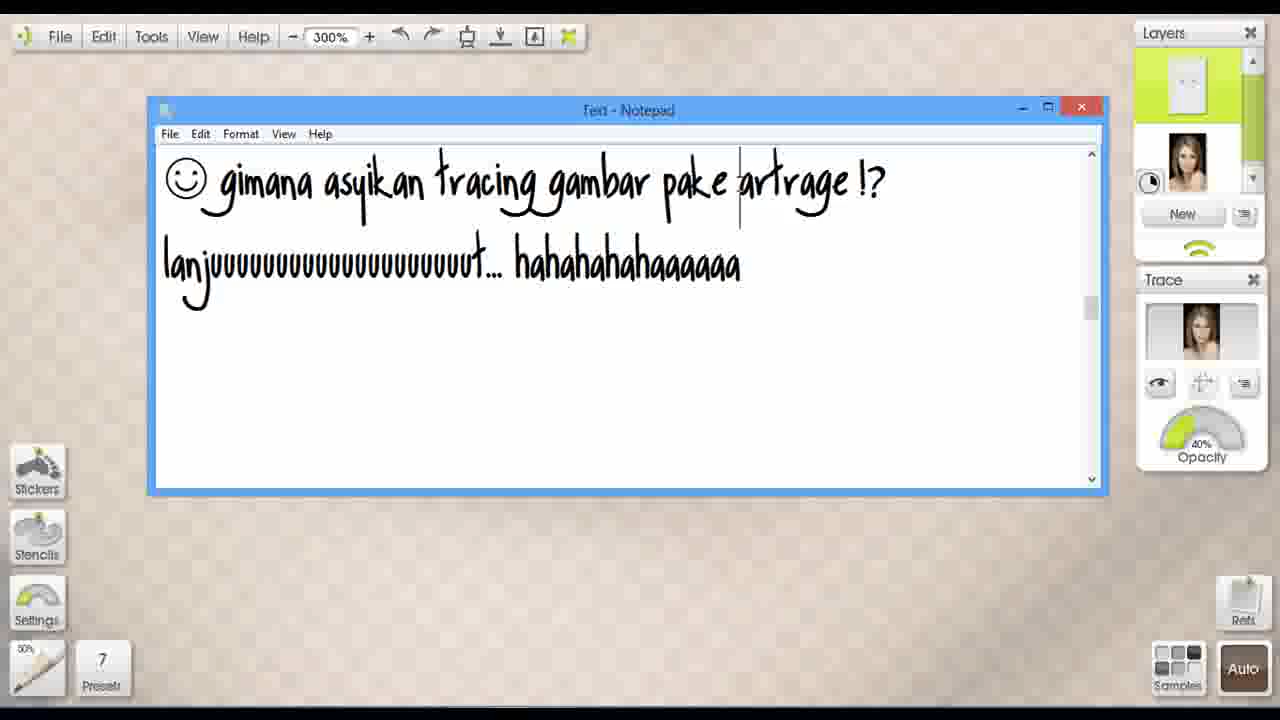 File Edit Tools View Help − 300% +
Layers
Text - Notepad
File Edit Format View Help
☺ gimana asyikan tracing gambar pake artrage !?
lanjuuuuuuuuuuuuuuuuuuuut... hahahahahaaaaaa
New
Trace
40%
Opacity
Stickers
Stencils
Settings
50%
7
Presets
Refs
Samples
Auto